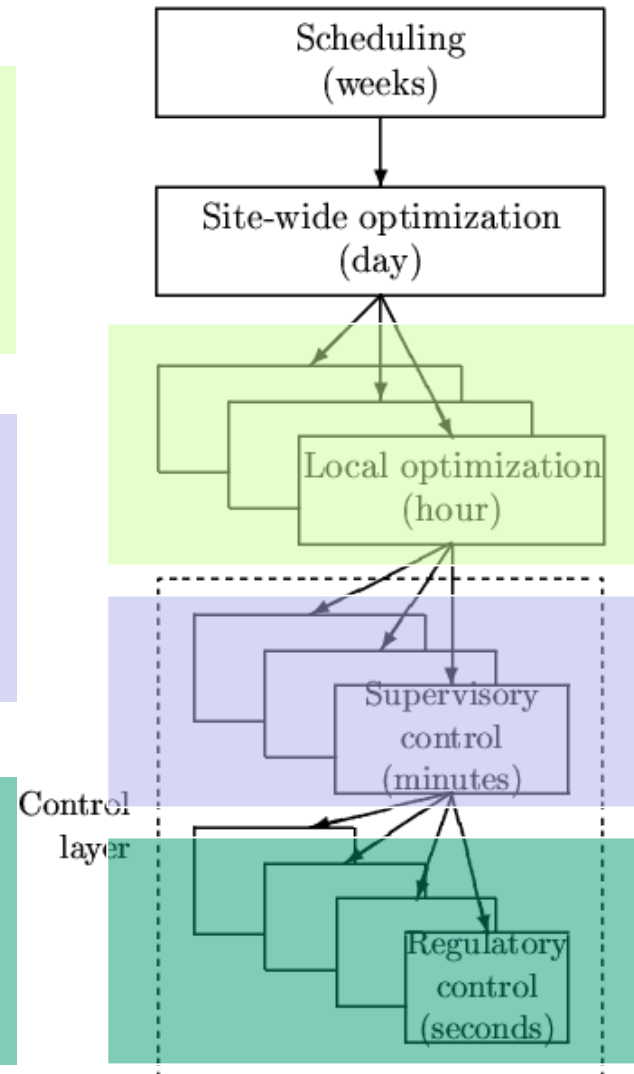 Scheduling
(weeks)
Site-wide optimization
(day)
Local optimization
(hour)
Supervisory
control
(minutes)
Control
layer
Regulatory
control
(seconds)